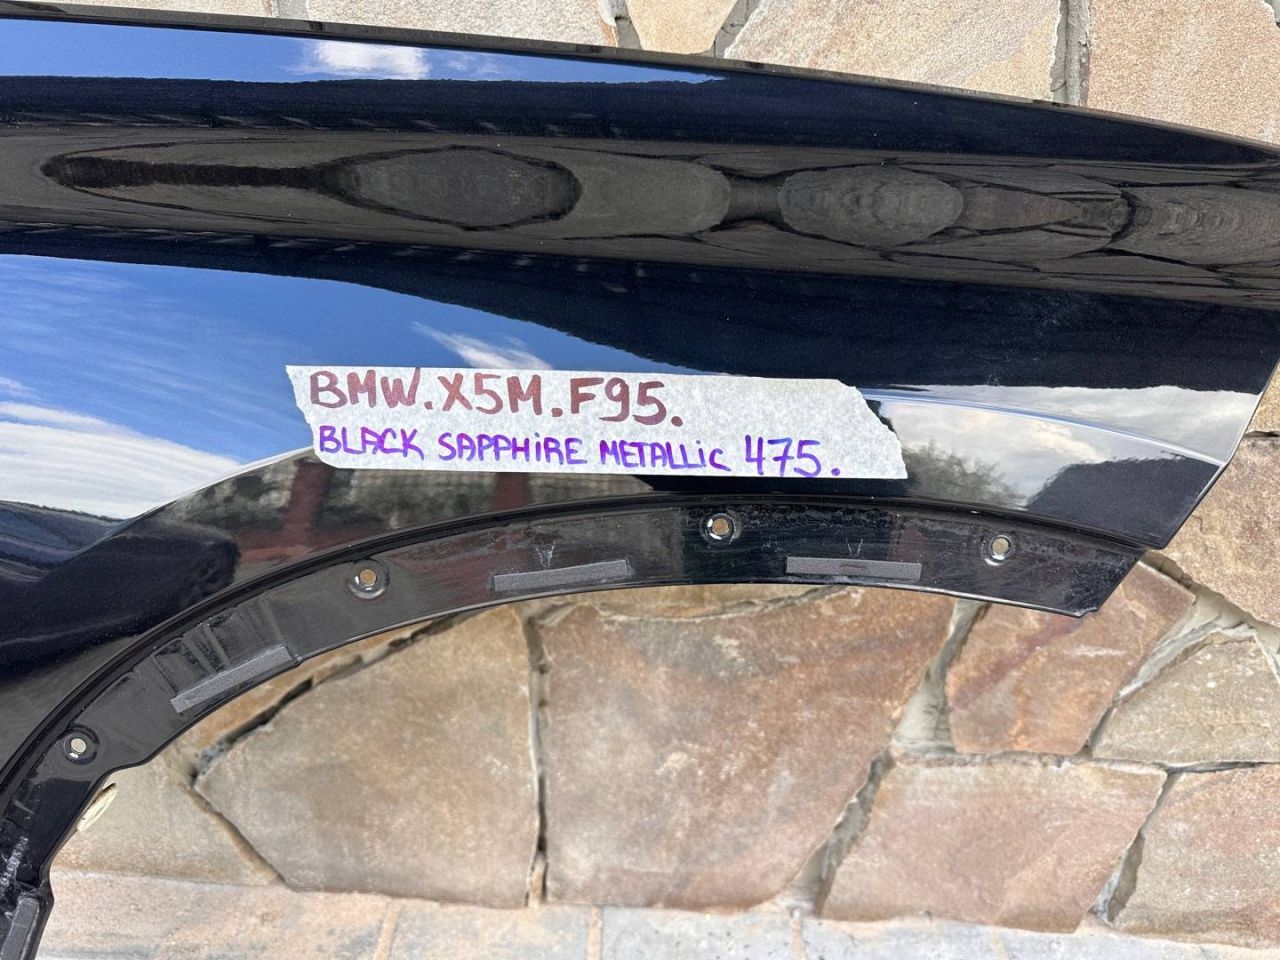 BMW.X5M.F95.
BLACK SAPPHiRE METALLiC 475.